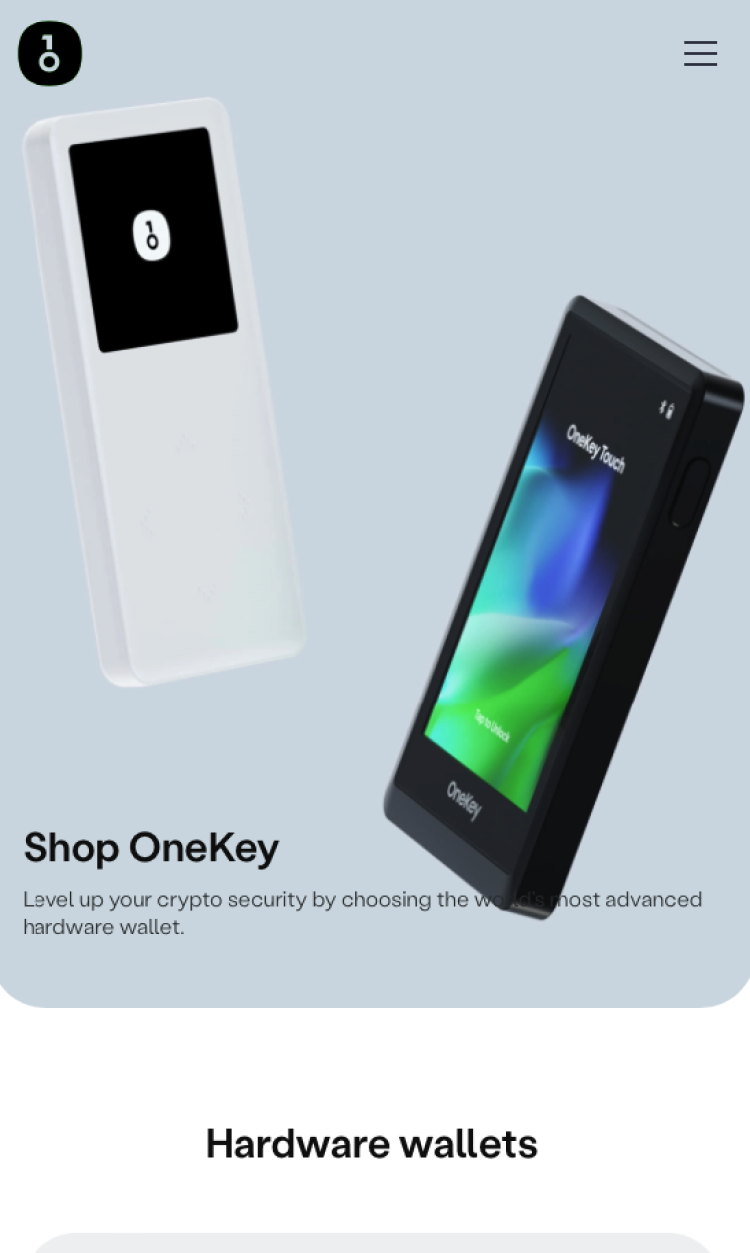 OneKey Touch
Tap to Unlock
OneKey
Shop OneKey
Level up your crypto security by choosing the world's most advanced
hardware wallet.
Hardware wallets